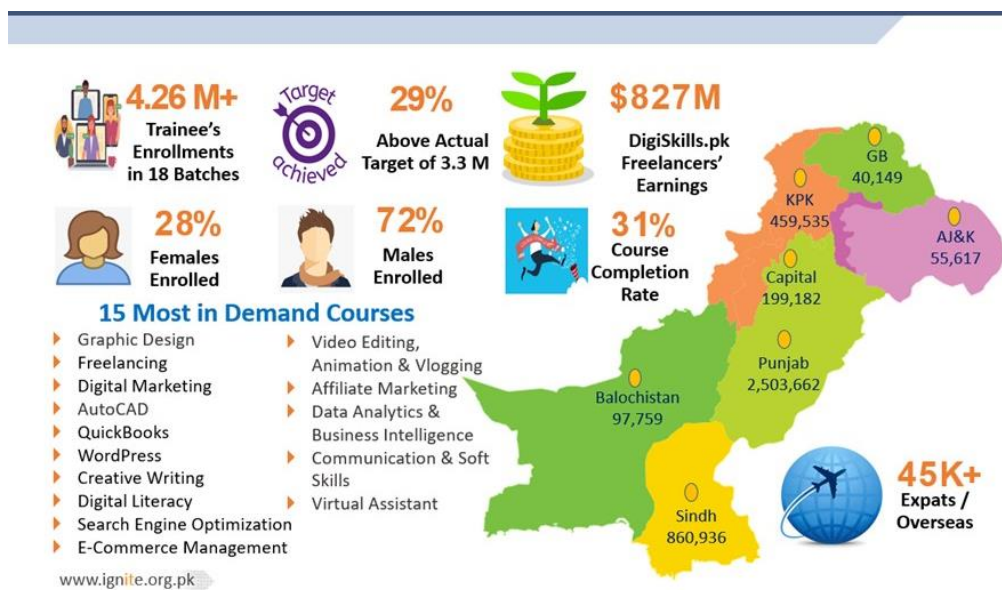 4.26 M+
Trainee's
Enrollments
in 18 Batches
Target
achieved
29%
Above Actual
Target of 3.3 M
$827M
DigiSkills.pk
Freelancers'
Earnings
28%
Females
Enrolled
72%
Males
Enrolled
31%
Course
Completion
Rate
15 Most in Demand Courses
Graphic Design
Freelancing
Digital Marketing
AutoCAD
QuickBooks
WordPress
Creative Writing
Digital Literacy
Search Engine Optimization
E-Commerce Management
Video Editing,
Animation & Vlogging
Affiliate Marketing
Data Analytics &
Business Intelligence
Communication & Soft
Skills
Virtual Assistant
GB
40,149
KPK
459,535
AJ&K
55,617
Capital
199,182
Punjab
2,503,662
Balochistan
97,759
Sindh
860,936
45K+
Expats /
Overseas
www.ignite.org.pk